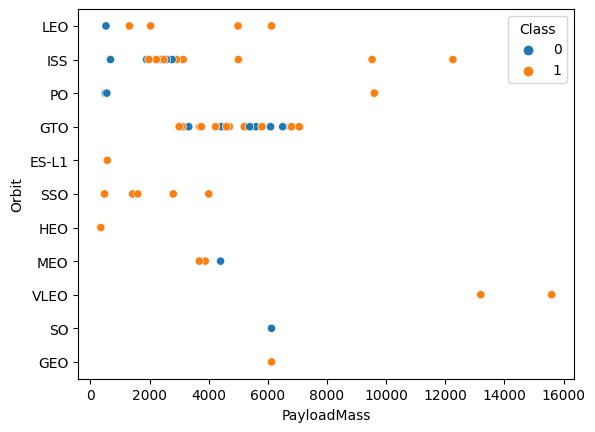 LEO
ISS
PO
GTO
ES-L1
SSO
HEO
MEO
VLEO
SO
GEO
Orbit
Class
0
1
0 2000 4000 6000 8000 10000 12000 14000 16000
PayloadMass